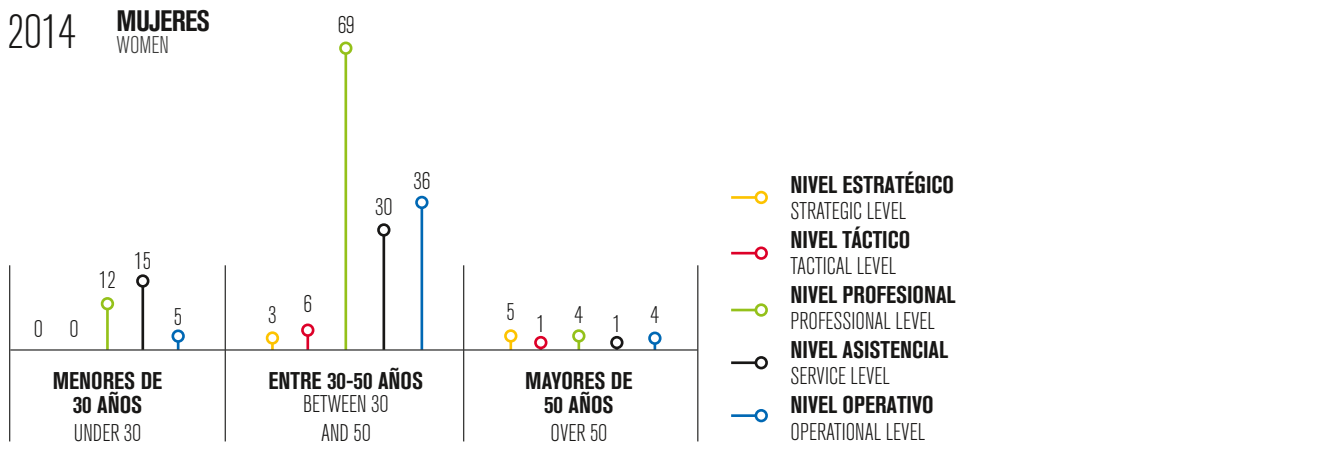 2014
MUJERES
WOMEN
0
0
12
15
5
3
6
69
30
36
5
1
4
1
4
MENORES DE
30 AÑOS
UNDER 30
ENTRE 30-50 AÑOS
BETWEEN 30
AND 50
MAYORES DE
50 AÑOS
OVER 50
NIVEL ESTRATÉGICO
STRATEGIC LEVEL
NIVEL TÁCTICO
TACTICAL LEVEL
NIVEL PROFESIONAL
PROFESSIONAL LEVEL
NIVEL ASISTENCIAL
SERVICE LEVEL
NIVEL OPERATIVO
OPERATIONAL LEVEL